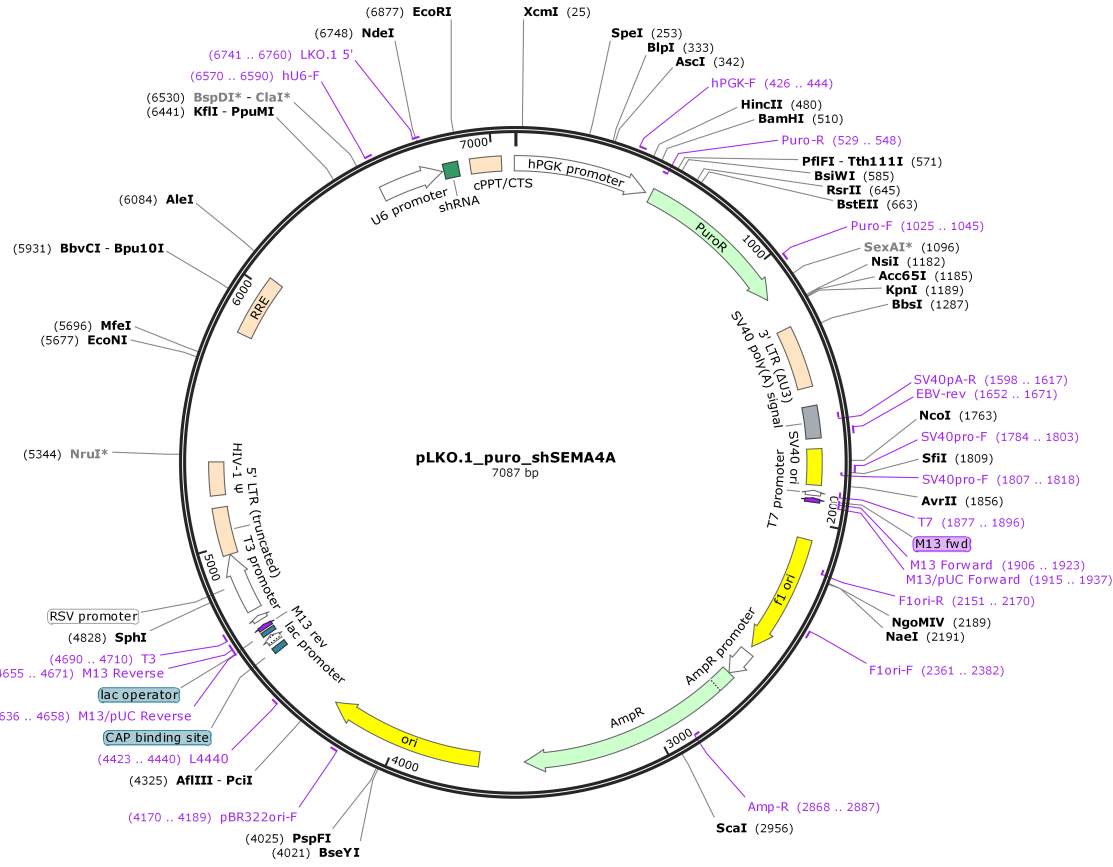 (6877) EcoRI
XcmI (25)
(6748) NdeI
SpeI (253)
BlpI (333)
AscI (342)
(6741 .. 6760) LKO.1 5'
(6570 .. 6590) hU6-F
hPGK-F (426 .. 444)
(6530) BspDI* - ClaI*
(6441) KflI - PpuMI
HincII (480)
BamHI (510)
Puro-R (529 .. 548)
PflFI - Tth111I (571)
BsiWI (585)
RsrII (645)
BstEII (663)
(6084) AleI
Puro-F (1025 .. 1045)
(5931) BbvCI - Bpu10I
SexAI* (1096)
NsiI (1182)
Acc65I (1185)
KpnI (1189)
BbsI (1287)
(5696) MfeI
(5677) EcoNI
SV40pA-R (1598 .. 1617)
EBV-rev (1652 .. 1671)
NcoI (1763)
SV40pro-F (1784 .. 1803)
SfiI (1809)
SV40pro-F (1807 .. 1818)
AvrII (1856)
T7 (1877 .. 1896)
M13 fwd
M13 Forward (1906 .. 1923)
M13/pUC Forward (1915 .. 1937)
F1ori-R (2151 .. 2170)
NgoMIV (2189)
NaeI (2191)
F1ori-F (2361 .. 2382)
(5344) NruI*
RSV promoter
(4828) SphI
(4690 .. 4710) T3
4655 .. 4671) M13 Reverse
lac operator
636 .. 4658) M13/pUC Reverse
CAP binding site
(4423 .. 4440) L4440
(4325) AflIII - PciI
(4170 .. 4189) pBR322ori-F
(4025) PspFI
(4021) BseYI
Amp-R (2868 .. 2887)
ScaI (2956)
7000
1000
2000
3000
4000
5000
6000
U6 promoter
shRNA
cPPT/CTS
hPGK promoter
PuroR
3' LTR (ΔU3)
SV40 poly(A) signal
SV40 ori
T7 promoter
f1 ori
AmpR promoter
AmpR
ori
lac promoter
M13 rev
T3 promoter
5' LTR (truncated)
HIV-1 Ψ
RRE
pLKO.1_puro_shSEMA4A
7087 bp